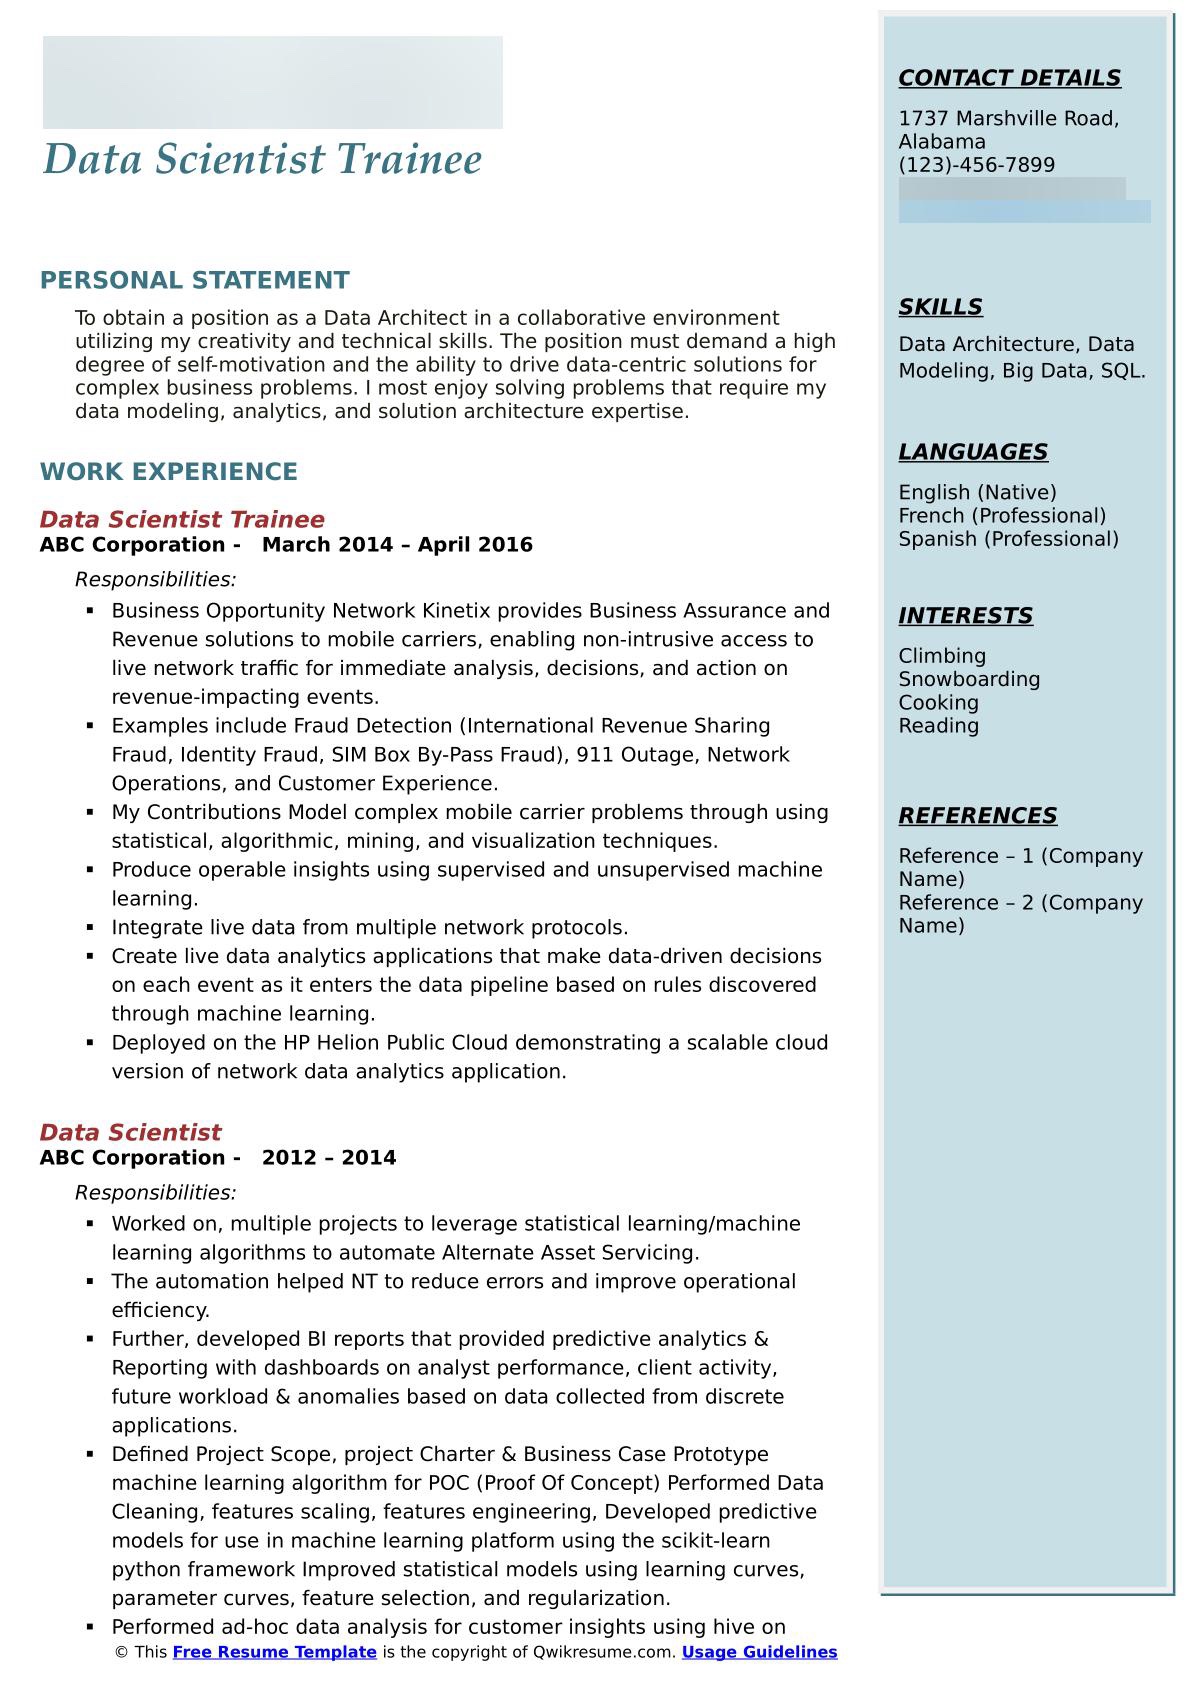 Data Scientist Trainee
PERSONAL STATEMENT
To obtain a position as a Data Architect in a collaborative environment
utilizing my creativity and technical skills. The position must demand a high
degree of self-motivation and the ability to drive data-centric solutions for
complex business problems. I most enjoy solving problems that require my
data modeling, analytics, and solution architecture expertise.
WORK EXPERIENCE
Data Scientist Trainee
ABC Corporation - March 2014 – April 2016
Responsibilities:
▪ Business Opportunity Network Kinetix provides Business Assurance and
Revenue solutions to mobile carriers, enabling non-intrusive access to
live network traffic for immediate analysis, decisions, and action on
revenue-impacting events.
▪ Examples include Fraud Detection (International Revenue Sharing
Fraud, Identity Fraud, SIM Box By-Pass Fraud), 911 Outage, Network
Operations, and Customer Experience.
▪ My Contributions Model complex mobile carrier problems through using
statistical, algorithmic, mining, and visualization techniques.
▪ Produce operable insights using supervised and unsupervised machine
learning.
▪ Integrate live data from multiple network protocols.
▪ Create live data analytics applications that make data-driven decisions
on each event as it enters the data pipeline based on rules discovered
through machine learning.
▪ Deployed on the HP Helion Public Cloud demonstrating a scalable cloud
version of network data analytics application.
Data Scientist
ABC Corporation - 2012 – 2014
Responsibilities:
▪ Worked on, multiple projects to leverage statistical learning/machine
learning algorithms to automate Alternate Asset Servicing.
▪ The automation helped NT to reduce errors and improve operational
efficiency.
▪ Further, developed BI reports that provided predictive analytics &
Reporting with dashboards on analyst performance, client activity,
future workload & anomalies based on data collected from discrete
applications.
▪ Defined Project Scope, project Charter & Business Case Prototype
machine learning algorithm for POC (Proof Of Concept) Performed Data
Cleaning, features scaling, features engineering, Developed predictive
models for use in machine learning platform using the scikit-learn
python framework Improved statistical models using learning curves,
parameter curves, feature selection, and regularization.
▪ Performed ad-hoc data analysis for customer insights using hive on
CONTACT DETAILS
1737 Marshville Road,
Alabama
(123)-456-7899
SKILLS
Data Architecture, Data
Modeling, Big Data, SQL.
LANGUAGES
English (Native)
French (Professional)
Spanish (Professional)
INTERESTS
Climbing
Snowboarding
Cooking
Reading
REFERENCES
Reference – 1 (Company
Name)
Reference – 2 (Company
Name)
© This Free Resume Template is the copyright of Qwikresume.com. Usage Guidelines